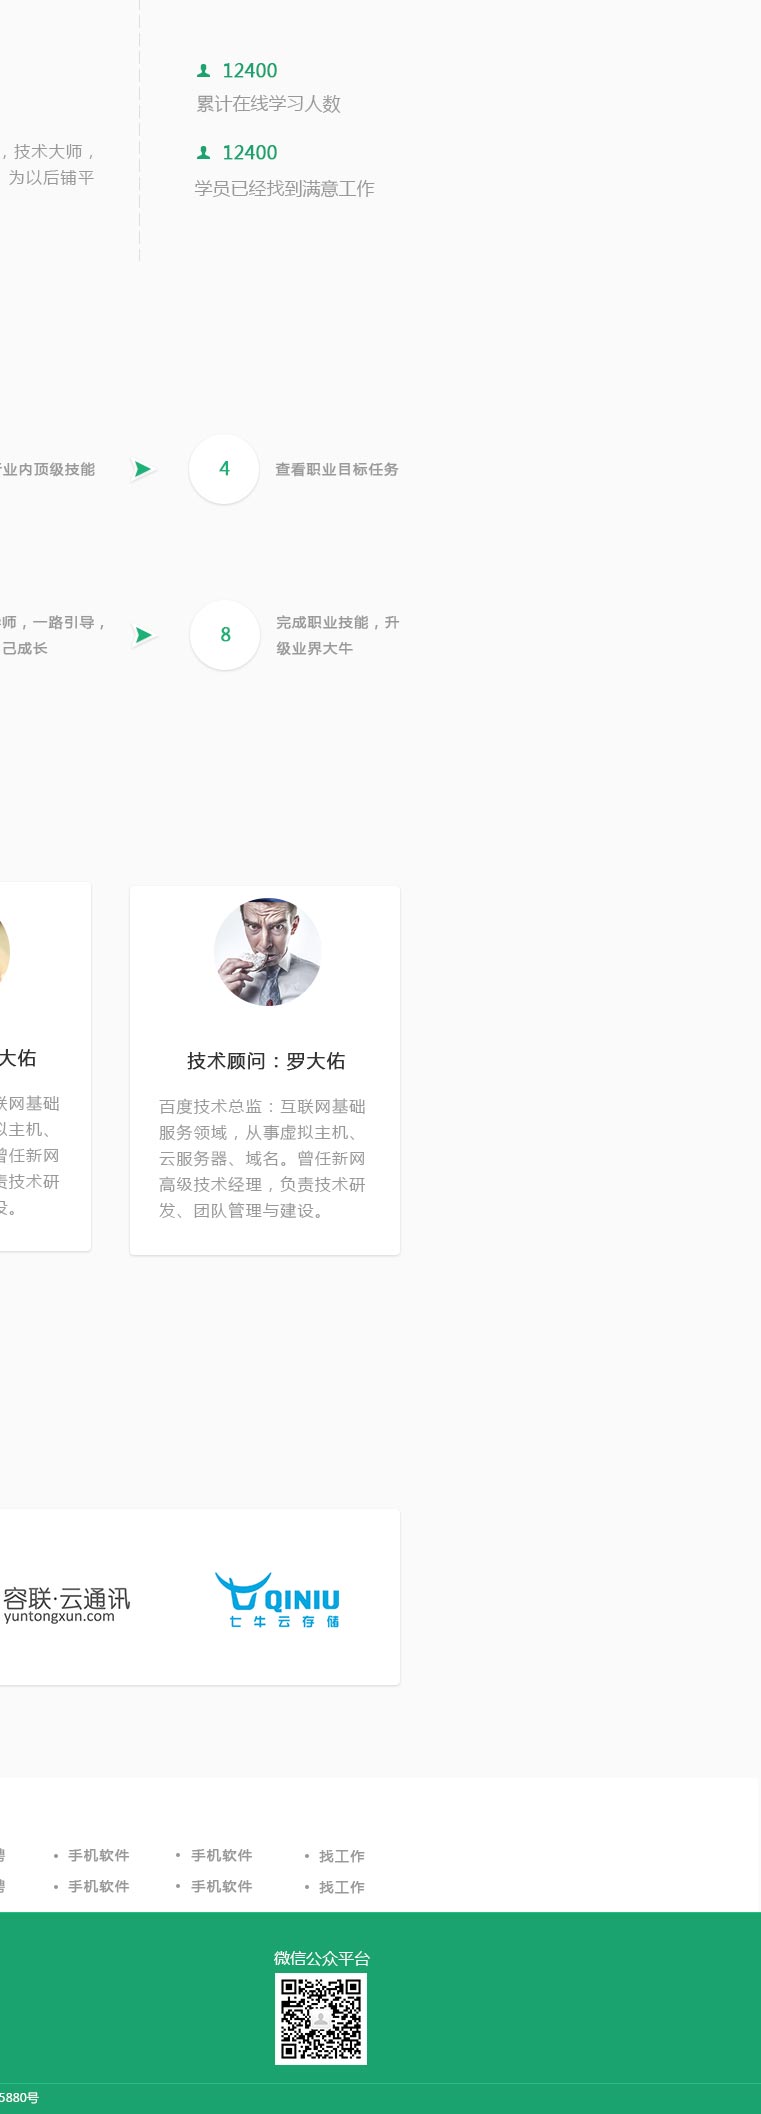 12400
累计在线学习人数
，技术大师，
为以后铺平
12400
学员已经找到满意工作
业内顶级技能
4
查看职业目标任务
师，一路引导，
己成长
8
完成职业技能，升
级业界大牛
大佑
联网基础
拟主机、
曾任新网
责技术研
设。
技术顾问：罗大佑
百度技术总监：互联网基础
服务领域，从事虚拟主机、
云服务器、域名。曾任新网
高级技术经理，负责技术研
发、团队管理与建设。
容联·云通讯
yuntongxun.com
QINIU
七牛云存储
聘 • 手机软件 • 手机软件 • 找工作
聘 • 手机软件 • 手机软件 • 找工作
微信公众平台
5880号